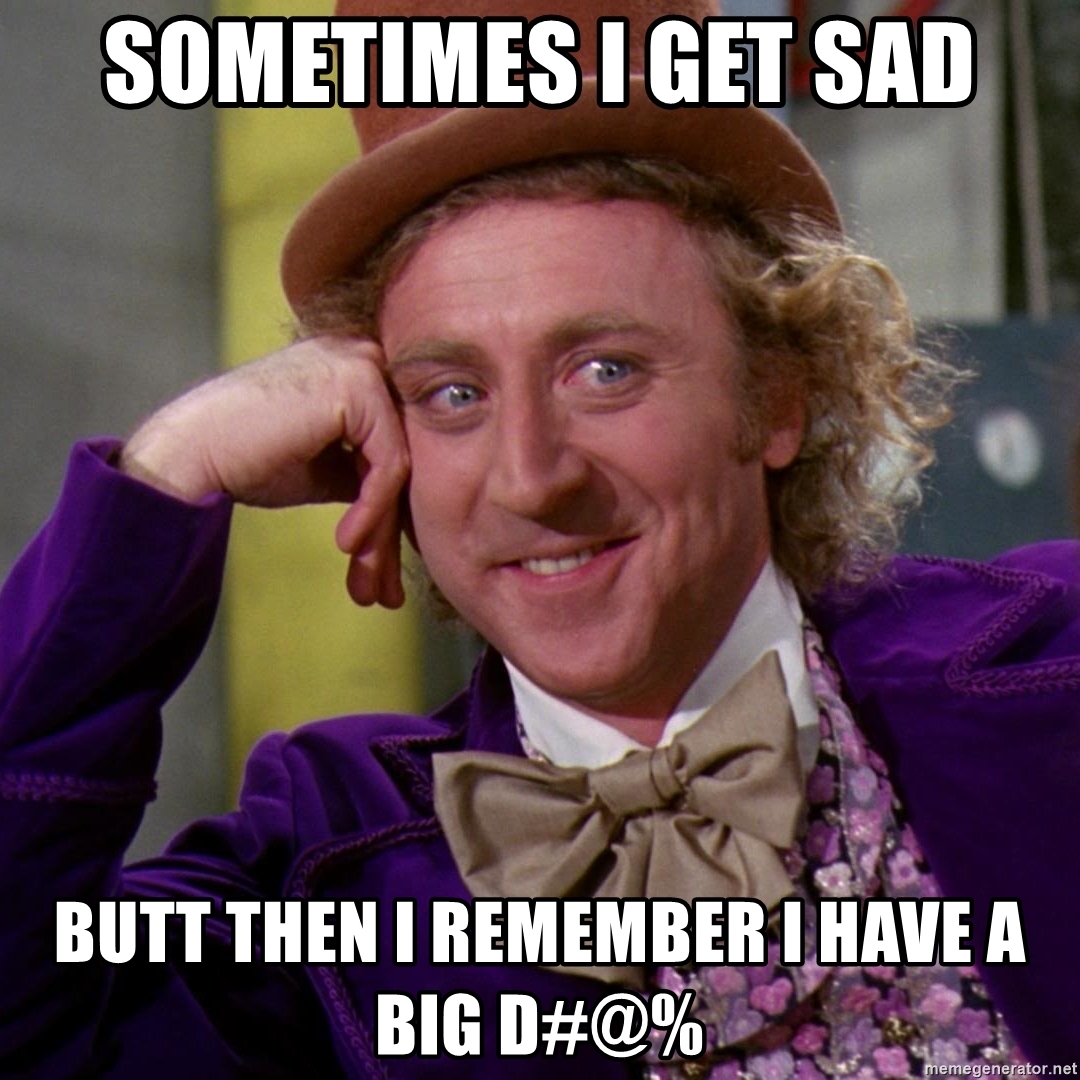 SOMETIMES I GET SAD
BUTT THEN I REMEMBER I HAVE A
BIG D#@%
memegenerator.net